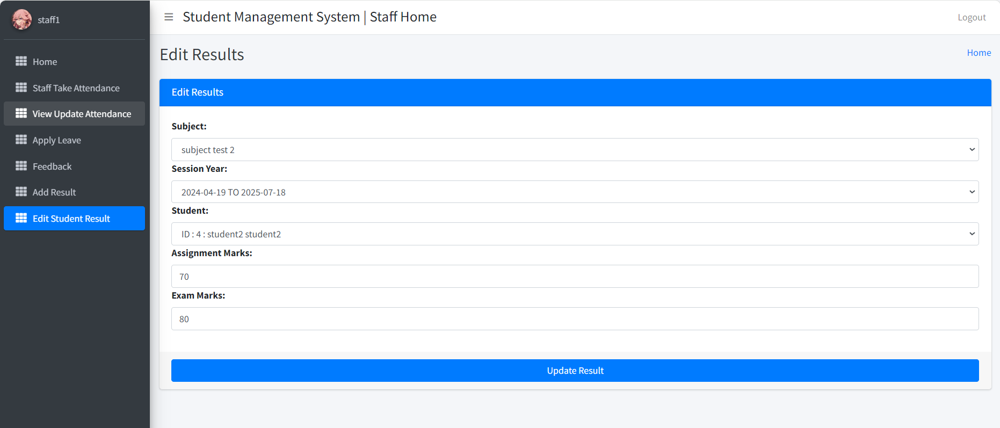 staff1
Home
Staff Take Attendance
View Update Attendance
Apply Leave
Feedback
Add Result
Edit Student Result
Student Management System | Staff Home
Logout
Edit Results
Home
Edit Results
Subject:
subject test 2
Session Year:
2024-04-19 TO 2025-07-18
Student:
ID : 4 : student2 student2
Assignment Marks:
70
Exam Marks:
80
Update Result